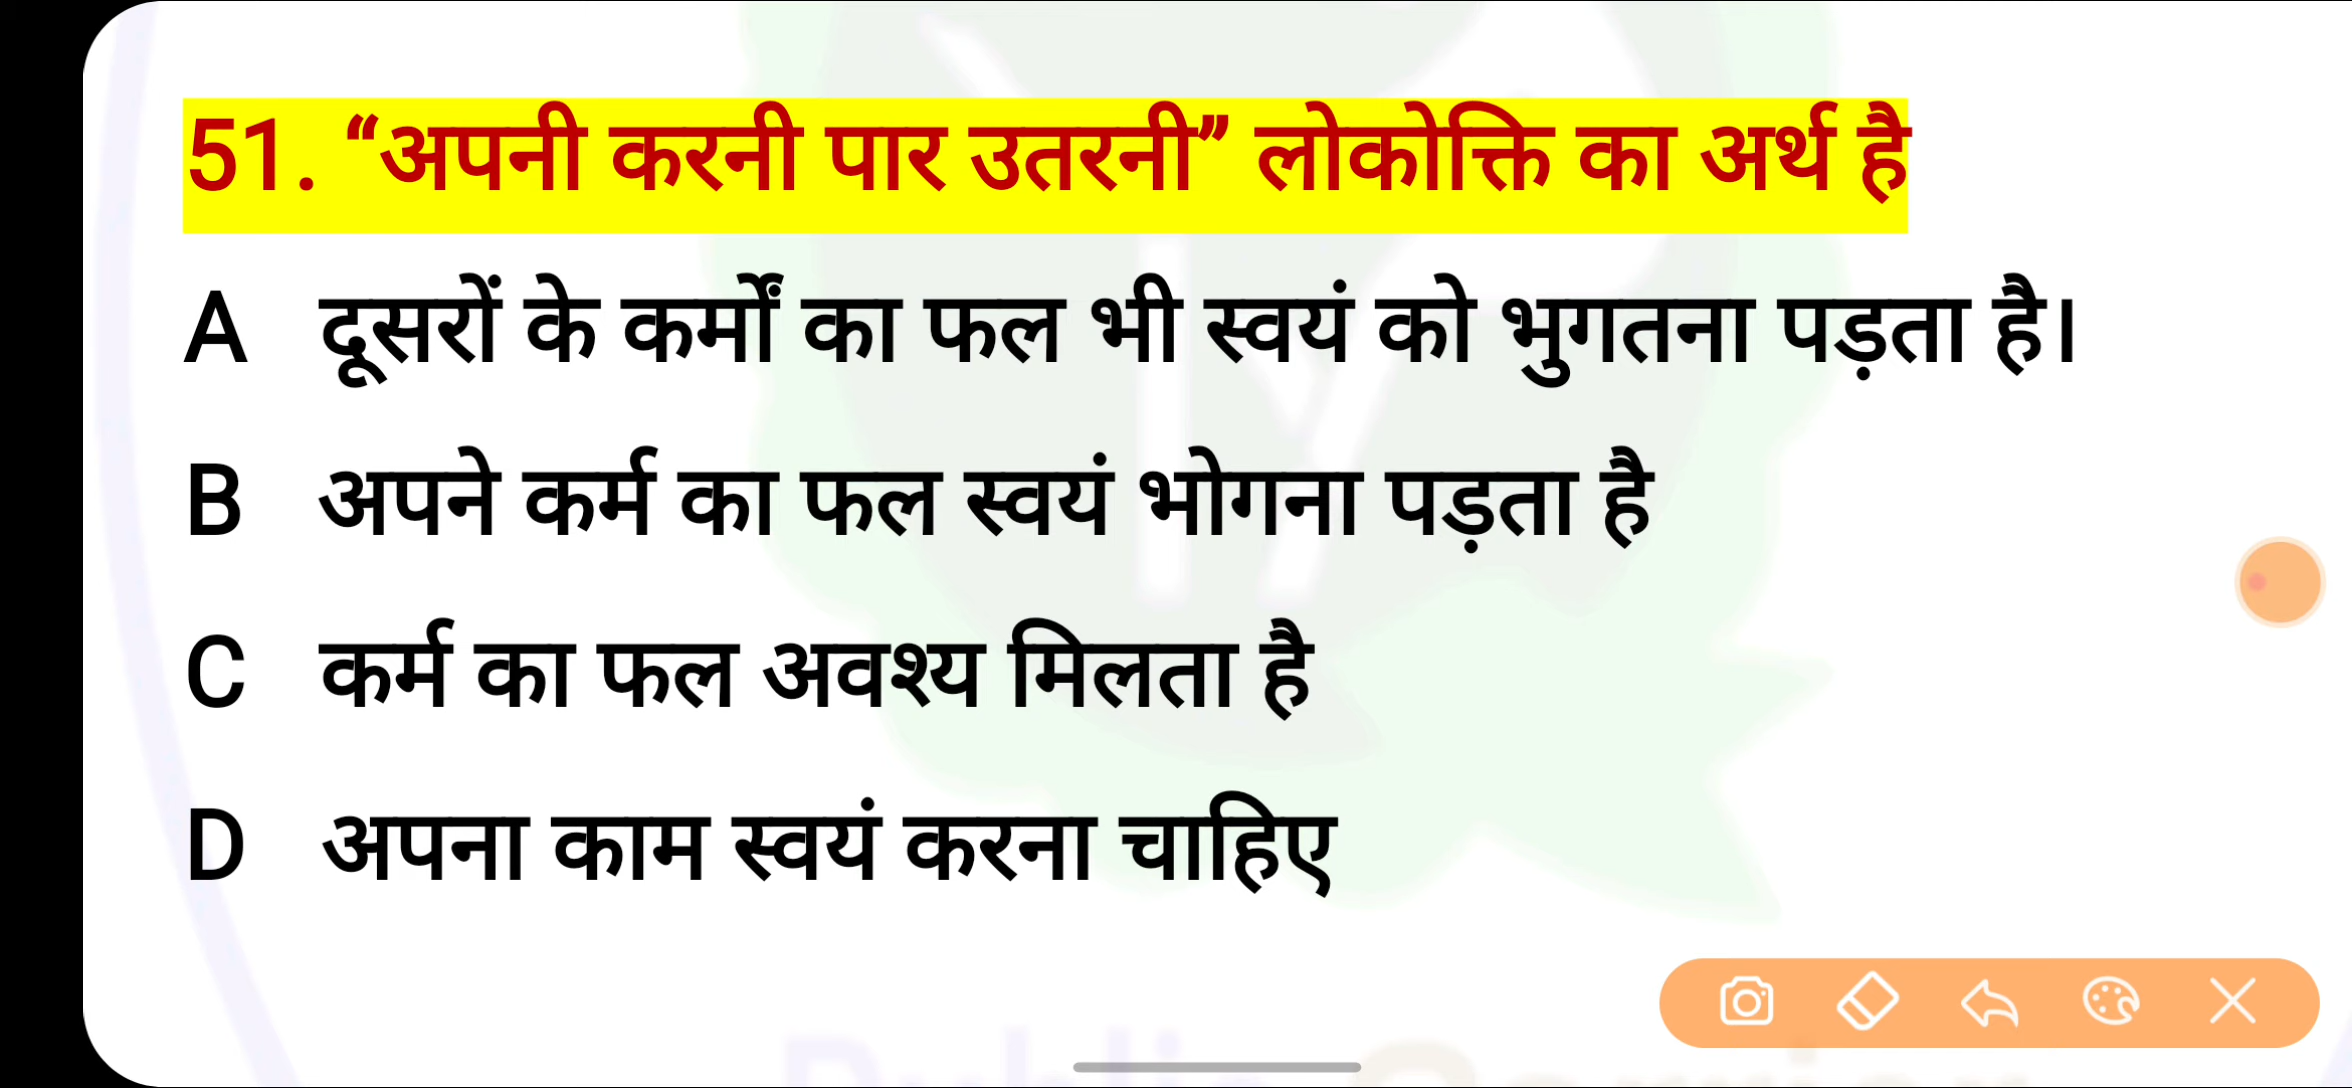 51. “अपनी करनी पार उतरनी” लोकोक्ति का अर्थ है
A दूसरों के कर्मों का फल भी स्वयं को भुगतना पड़ता है।
B अपने कर्म का फल स्वयं भोगना पड़ता है
C कर्म का फल अवश्य मिलता है
D अपना काम स्वयं करना चाहिए